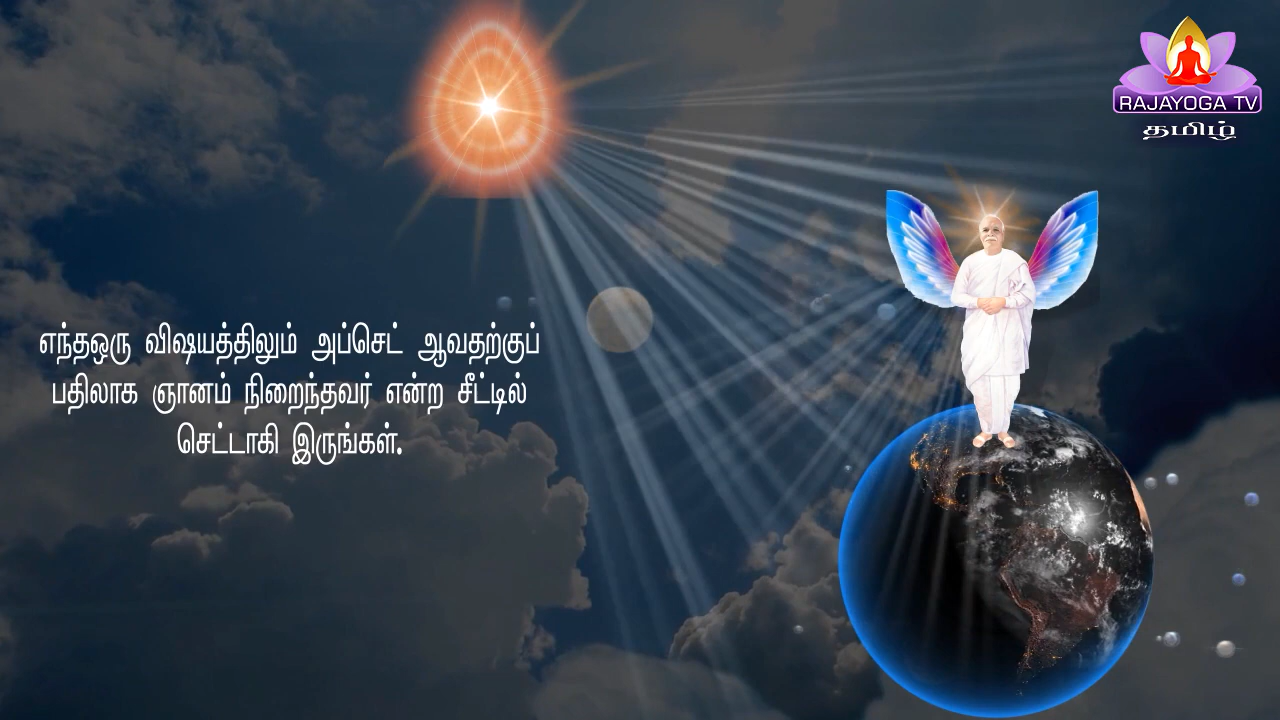 RAJAYOGA TV
தமிழ்
எந்தஒரு விஷயத்திலும் அப்செட் ஆவதற்குப்
பதிலாக ஞானம் நிறைந்தவர் என்ற சீட்டில்
செட்டாகி இருங்கள்.